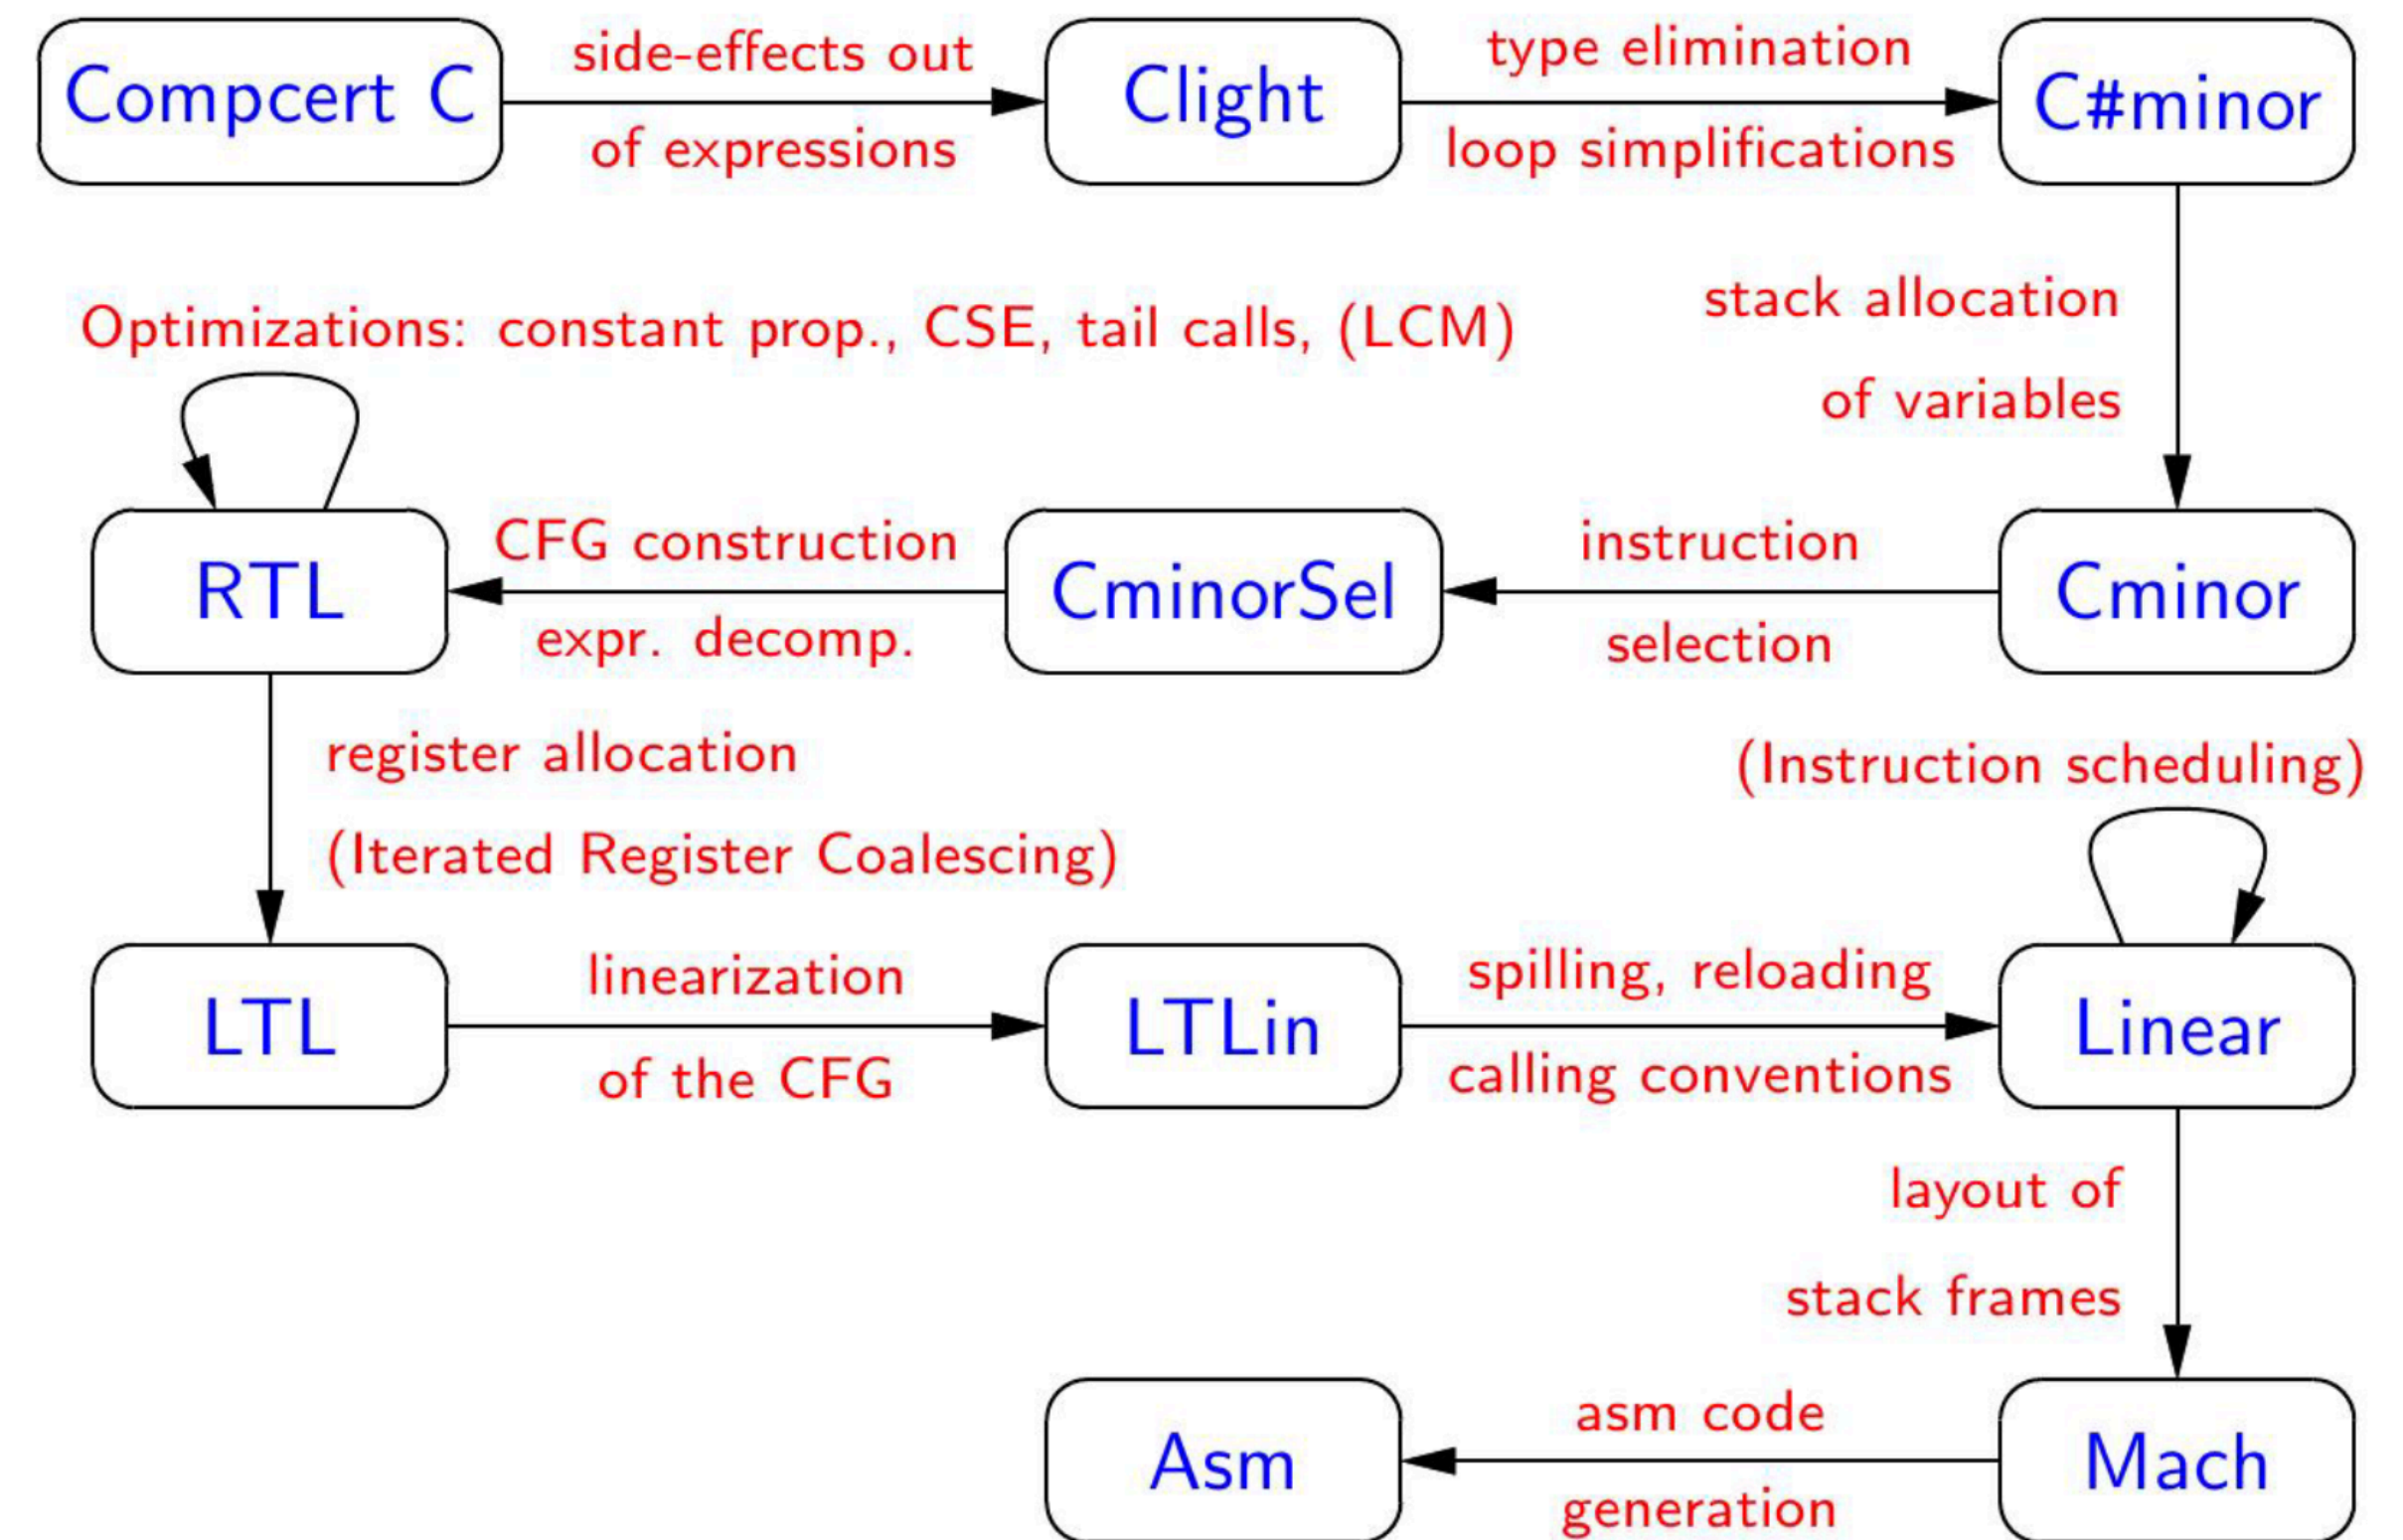 Compcert C
side-effects out
of expressions
Clight
type elimination
loop simplifications
C#minor
stack allocation
of variables
Optimizations: constant prop., CSE, tail calls, (LCM)
RTL
CFG construction
expr. decomp.
CminorSel
instruction
selection
Cminor
register allocation
(Iterated Register Coalescing)
(Instruction scheduling)
LTL
linearization
of the CFG
LTLin
spilling, reloading
calling conventions
Linear
layout of
stack frames
Asm
asm code
generation
Mach